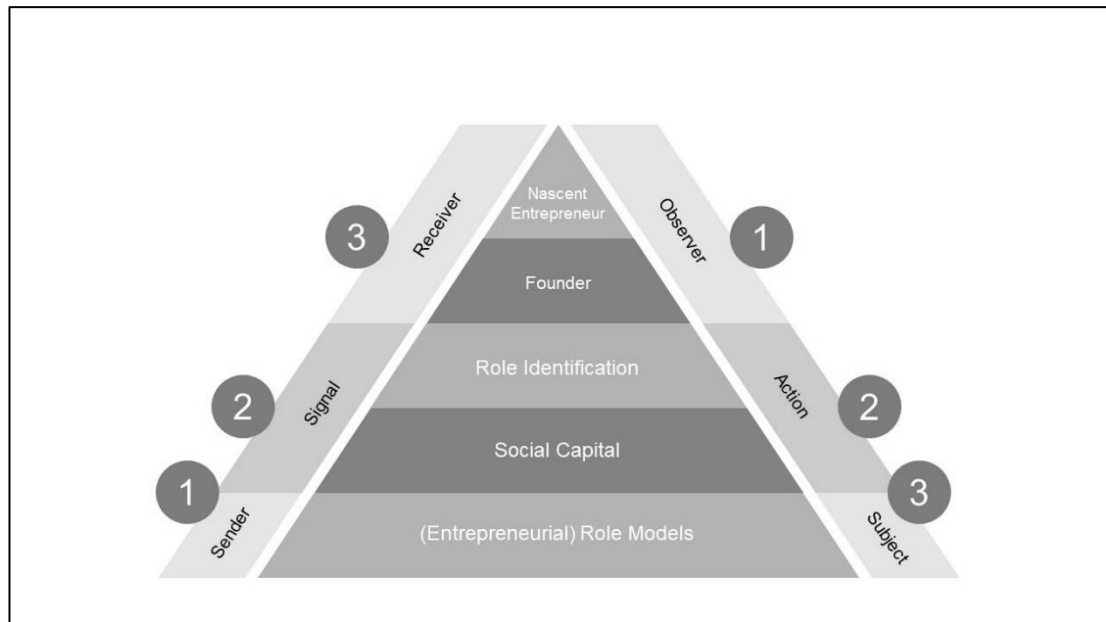 Nascent
Entrepreneur
3
Receiver
Observer
1
Founder
Role Identification
2
Signal
Action
2
Social Capital
1
Sender
3
Subject
(Entrepreneurial) Role Models